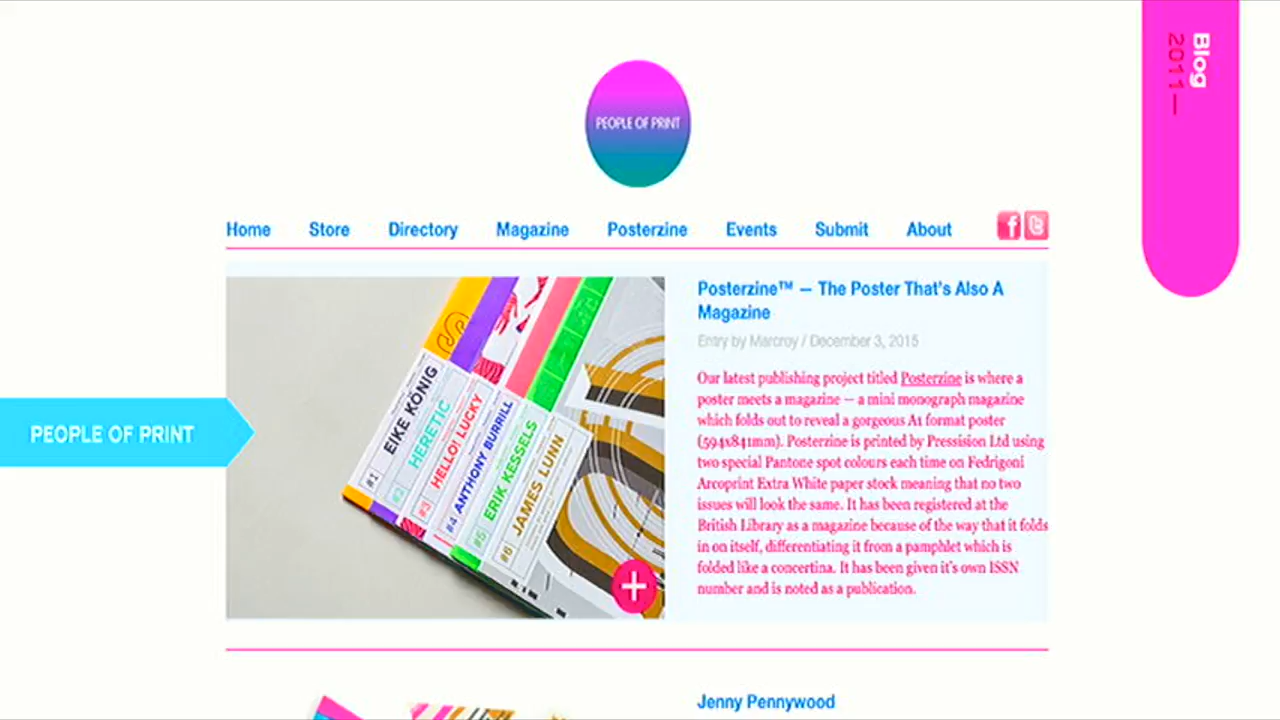 Blog
2011—
PEOPLE OF PRINT
Home Store Directory Magazine Posterzine Events Submit About
Posterzine™ — The Poster That's Also A
Magazine
Entry by Marcroy / December 3, 2015
Our latest publishing project titled Posterzine is where a
poster meets a magazine — a mini monograph magazine
which folds out to reveal a gorgeous A1 format poster
(594x841mm). Posterzine is printed by Pressision Ltd using
two special Pantone spot colours each time on Fedrigoni
Arcoprint Extra White paper stock meaning that no two
issues will look the same. It has been registered at the
British Library as a magazine because of the way that it folds
in on itself, differentiating it from a pamphlet which is
folded like a concertina. It has been given it's own ISSN
number and is noted as a publication.
#1 EIKE KÖNIG
#2 HERETIC
#3 HELLO! LUCKY
#4 ANTHONY BURRILL
#5 ERIK KESSELS
#6 JAMES LUNN
PEOPLE OF PRINT
Jenny Pennywood